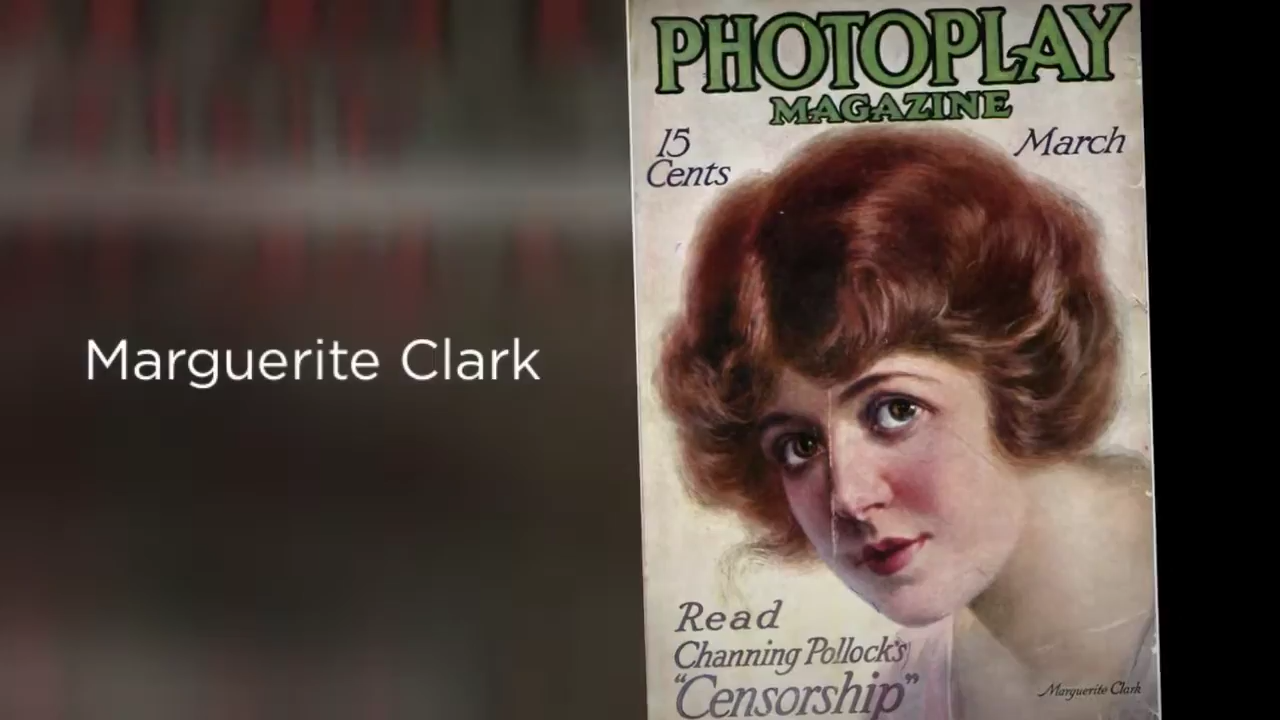 Marguerite Clark
PHOTOPLAY
MAGAZINE
15
Cents
March
Read
Channing Pollock's
"Censorship"
Marguerite Clark